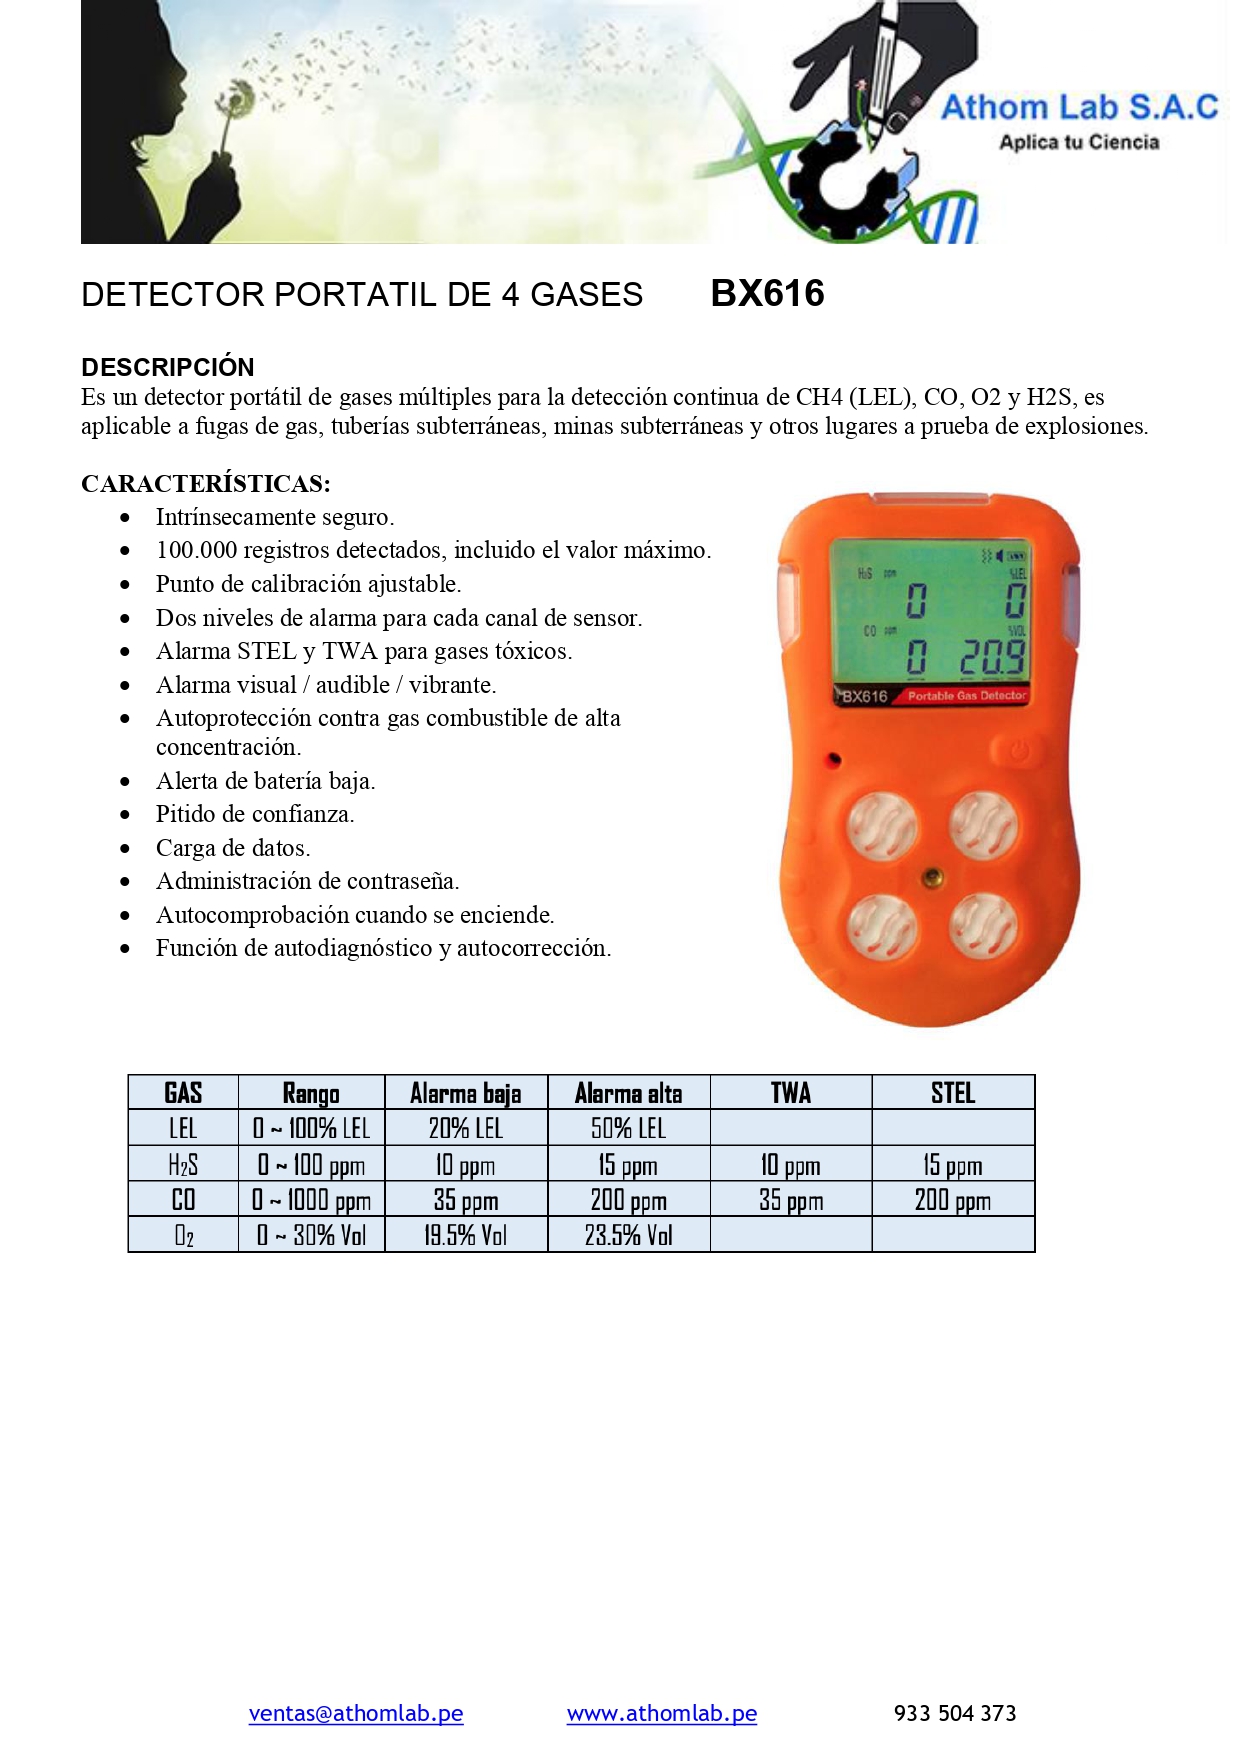 Athom Lab S.A.C
Aplica tu Ciencia
DETECTOR PORTATIL DE 4 GASES BX616
DESCRIPCIÓN
Es un detector portátil de gases múltiples para la detección continua de CH4 (LEL), CO, O2 y H2S, es
aplicable a fugas de gas, tuberías subterráneas, minas subterráneas y otros lugares a prueba de explosiones.
CARACTERÍSTICAS:
• Intrínsecamente seguro.
• 100.000 registros detectados, incluido el valor máximo.
• Punto de calibración ajustable.
• Dos niveles de alarma para cada canal de sensor.
• Alarma STEL y TWA para gases tóxicos.
• Alarma visual / audible / vibrante.
• Autoprotección contra gas combustible de alta
concentración.
• Alerta de batería baja.
• Pitido de confianza.
• Carga de datos.
• Administración de contraseña.
• Autocomprobación cuando se enciende.
• Función de autodiagnóstico y autocorrección.
H₂S ppm %LEL
0 0
CO ppm %VOL
0 20.9
BX616 Portable Gas Detector
GAS Rango Alarma baja Alarma alta TWA STEL
LEL 0 ~ 100% LEL 20% LEL 50% LEL
H₂S 0 ~ 100 ppm 10 ppm 15 ppm 10 ppm 15 ppm
CO 0 ~ 1000 ppm 35 ppm 200 ppm 35 ppm 200 ppm
O₂ 0 ~ 30% Vol 19.5% Vol 23.5% Vol
ventas@athomlab.pe www.athomlab.pe 933 504 373